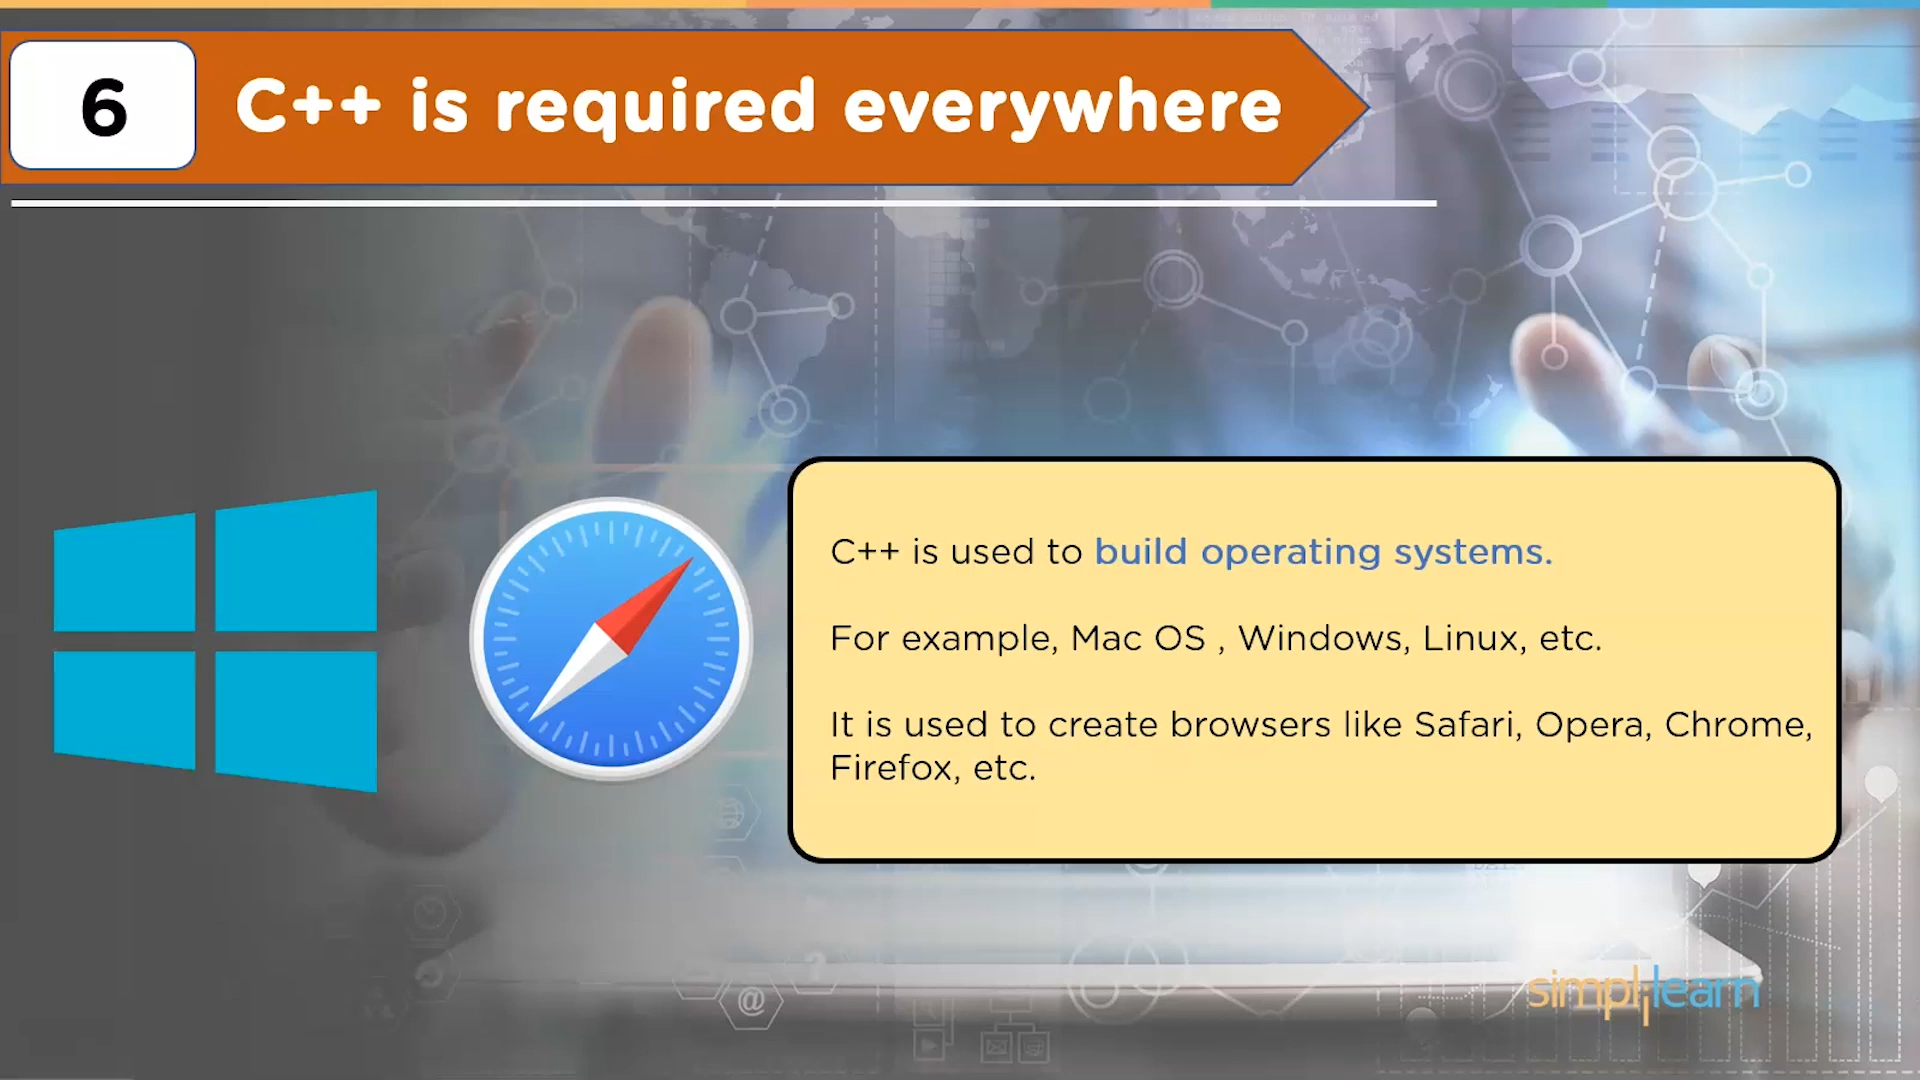 6
C++ is required everywhere
C++ is used to build operating systems.
For example, Mac OS , Windows, Linux, etc.
It is used to create browsers like Safari, Opera, Chrome,
Firefox, etc.
@
?
simplilearn